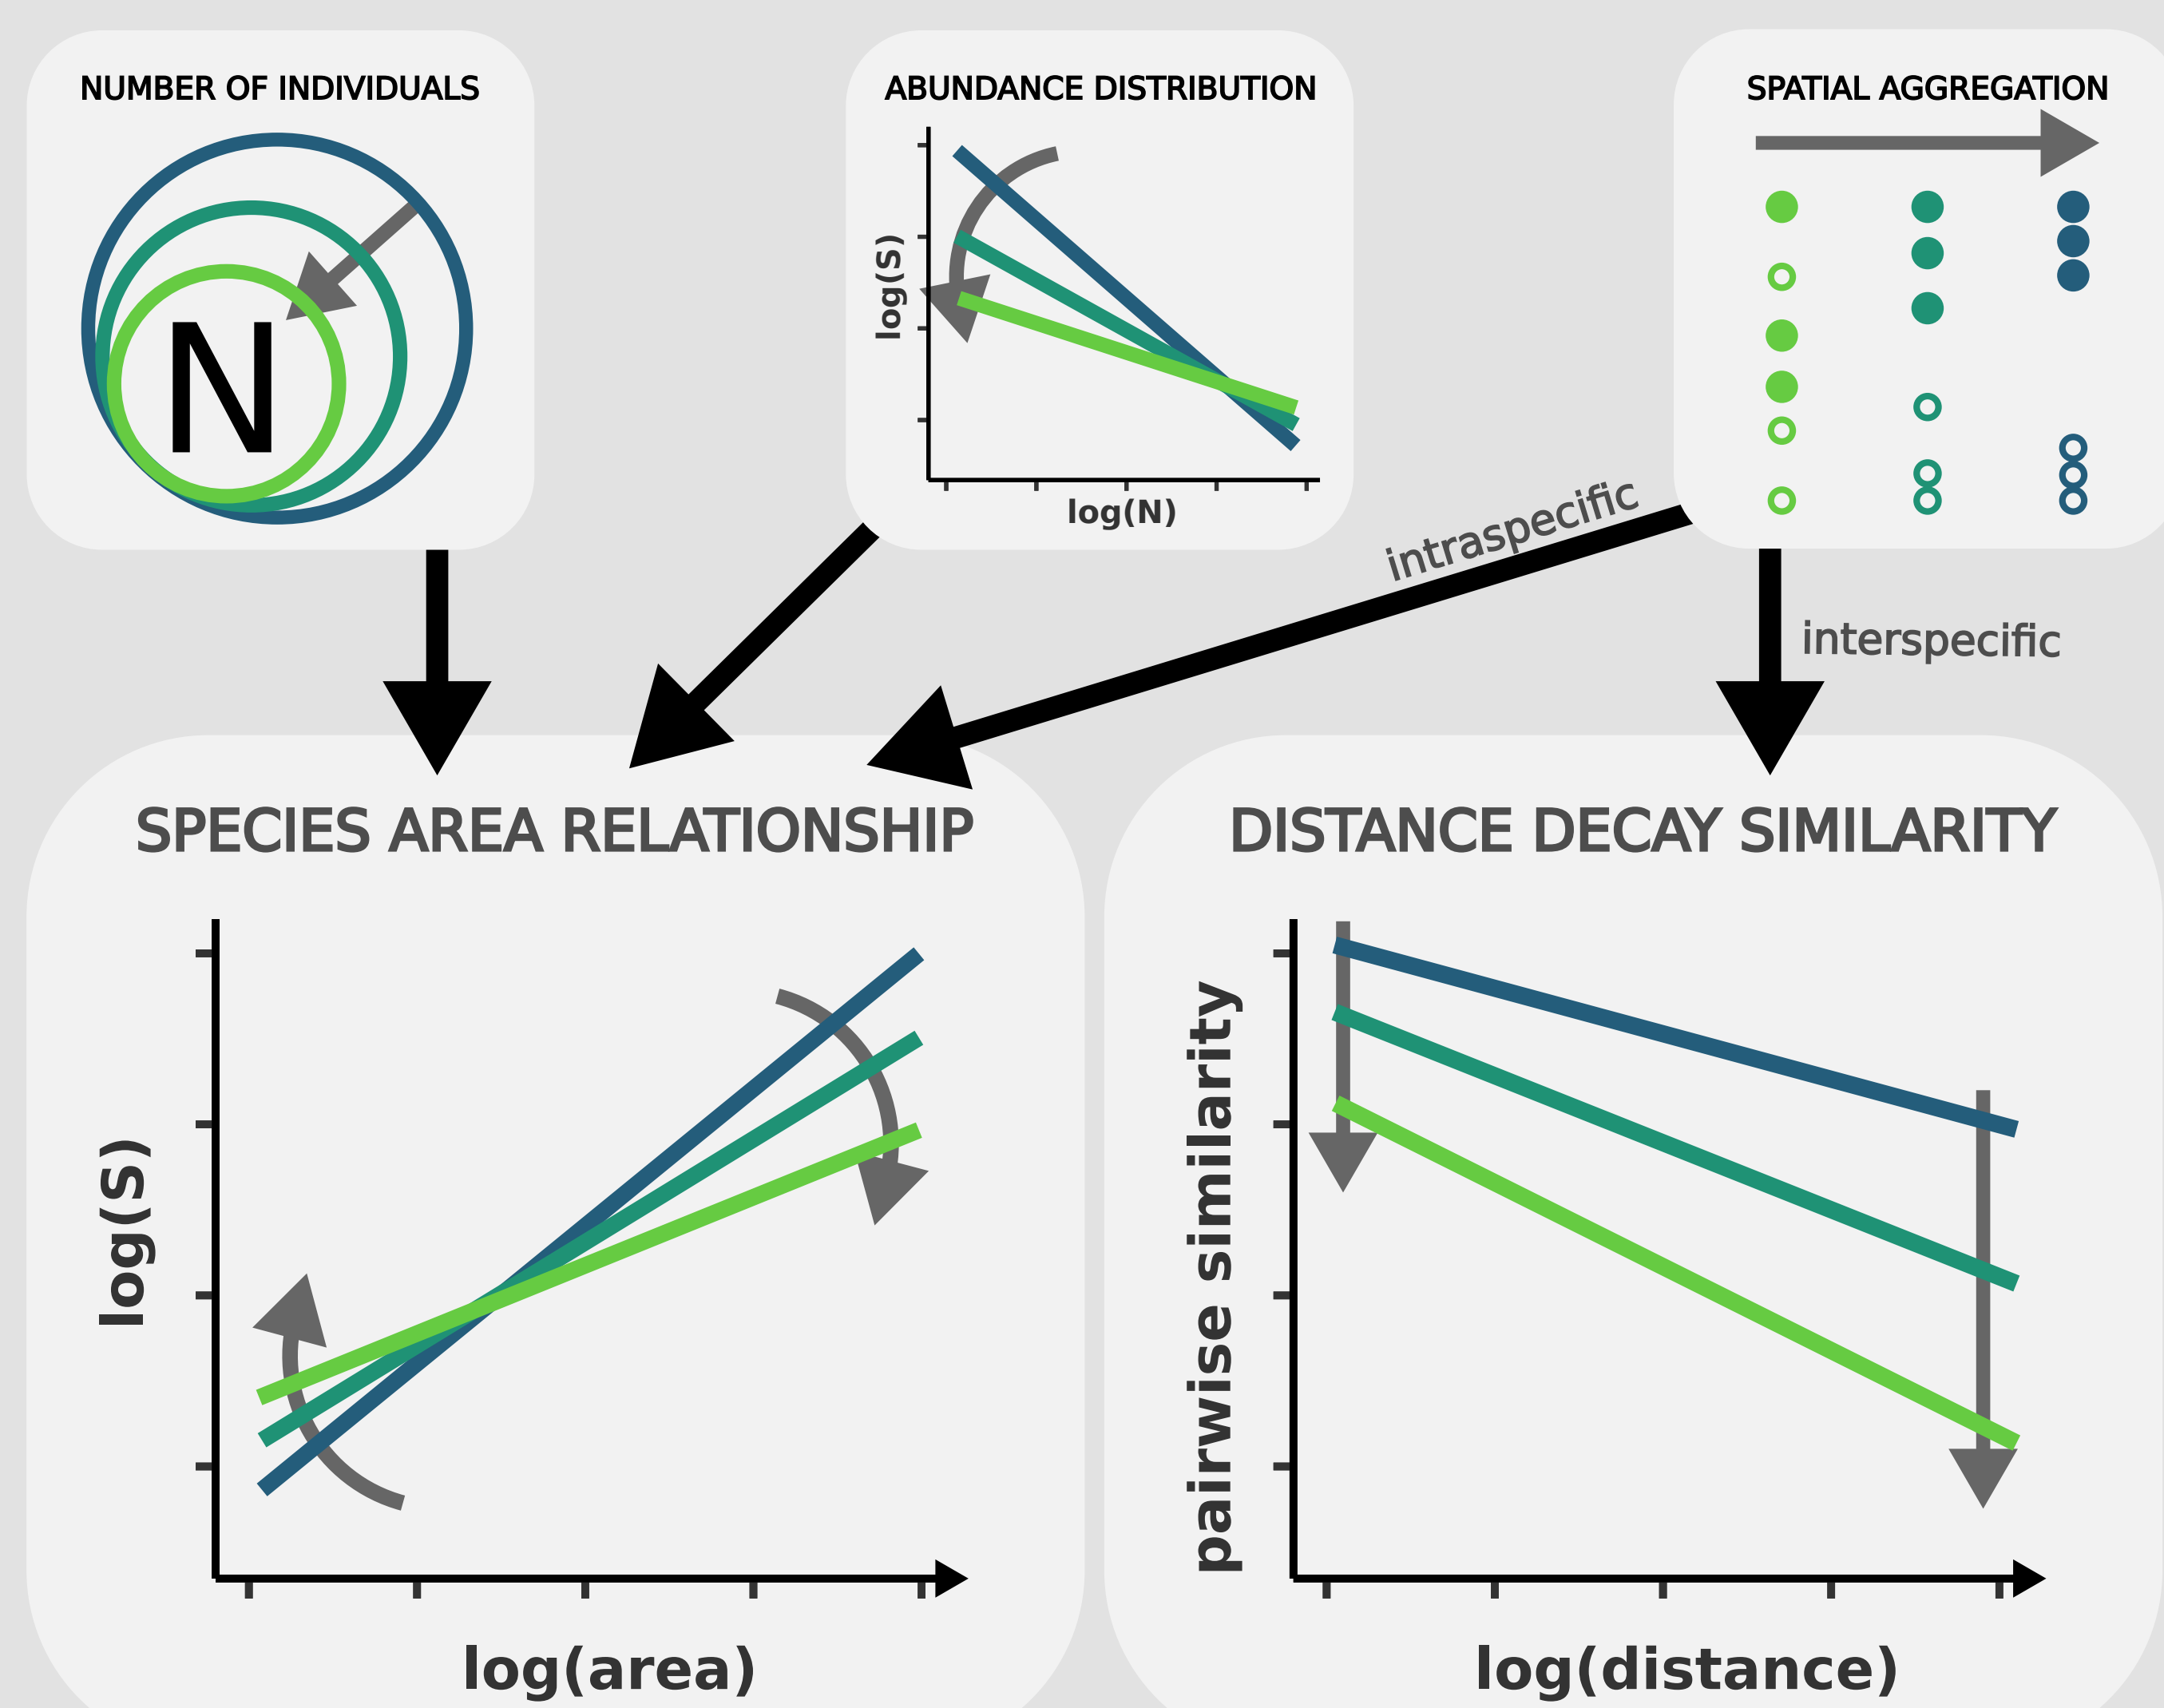 NUMBER OF INDIVIDUALS
ABUNDANCE DISTRIBUTION
SPATIAL AGGREGATION
N
log(S)
log(N)
intraspecific
interspecific
SPECIES AREA RELATIONSHIP
DISTANCE DECAY SIMILARITY
log(S)
log(area)
pairwise similarity
log(distance)